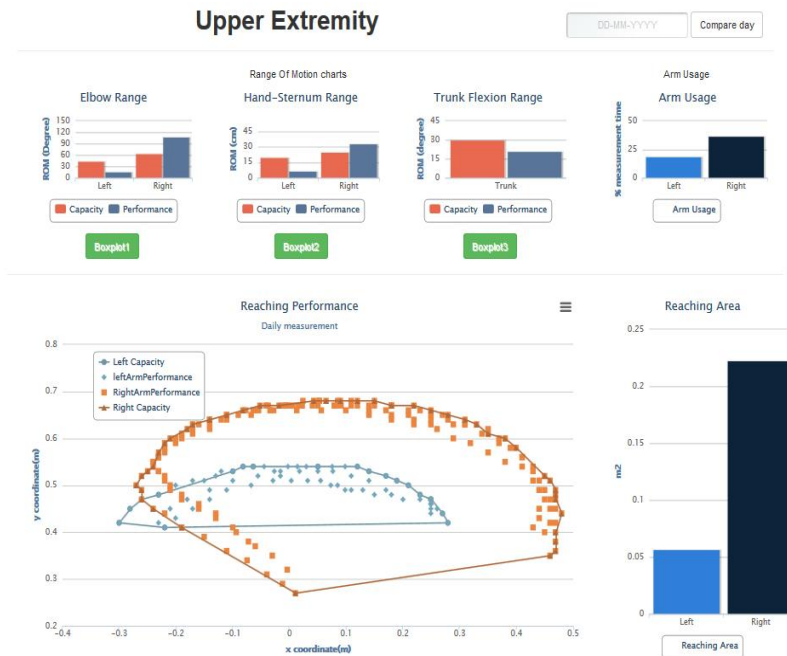 Upper Extremity
DD-MM-YYYY
Compare day
Range Of Motion charts
Arm Usage
Elbow Range
Hand-Sternum Range
Trunk Flexion Range
Arm Usage
ROM (Degree)
150
120
90
60
30
0
Left
Right
Capacity
Performance
Boxplot1
ROM (cm)
45
30
15
0
Left
Right
Capacity
Performance
Boxplot2
ROM (degree)
45
30
15
0
Trunk
Capacity
Performance
Boxplot3
% measurement time
50
25
0
Left
Right
Arm Usage
Reaching Performance
Daily measurement
Left Capacity
leftArmPerformance
RightArmPerformance
Right Capacity
y coordinate(m)
0.8
0.7
0.6
0.5
0.4
0.3
0.2
-0.4
-0.3
-0.2
-0.1
0
0.1
0.2
0.3
0.4
0.5
x coordinate(m)
Reaching Area
m2
0.25
0.2
0.15
0.1
0.05
0
Left
Right
Reaching Area